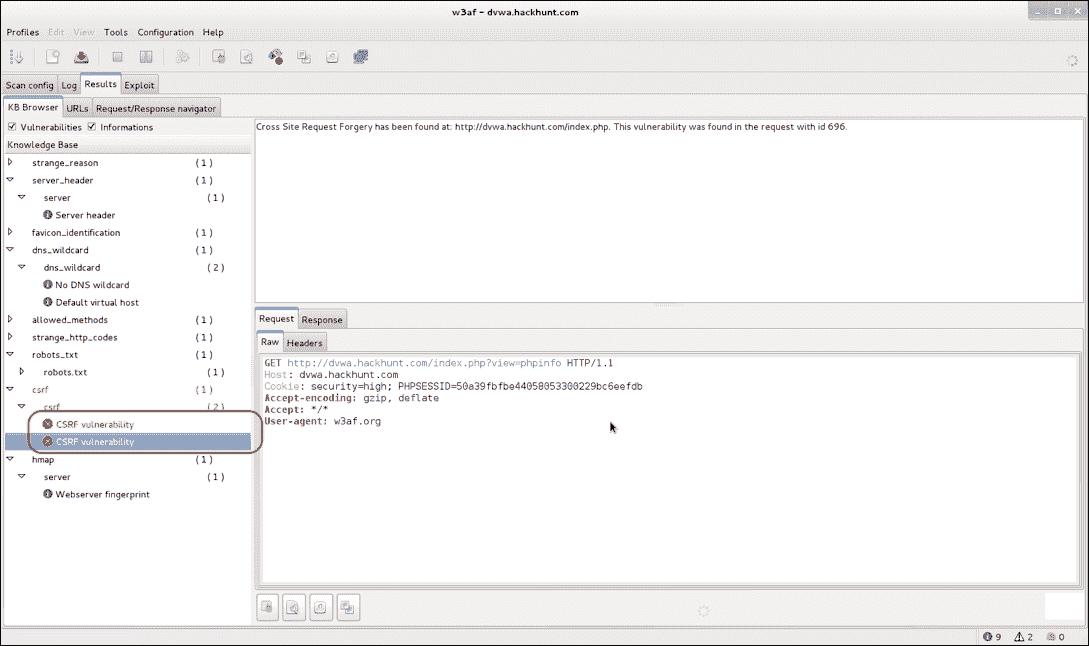 w3af - dvwa.hackhunt.com
Profiles Edit View Tools Configuration Help
Scan config Log Results Exploit
KB Browser URLs Request/Response navigator
Vulnerabilities Informations
Knowledge Base
strange_reason (1)
server_header (1)
server (1)
Server header
favicon_identification (1)
dns_wildcard (1)
dns_wildcard (2)
No DNS wildcard
Default virtual host
allowed_methods (1)
strange_http_codes (1)
robots_txt (1)
robots.txt (1)
csrf (1)
csrf (2)
CSRF vulnerability
CSRF vulnerability
hmap (1)
server (1)
Webserver fingerprint
Cross Site Request Forgery has been found at: http://dvwa.hackhunt.com/index.php. This vulnerability was found in the request with id 696.
Request Response
Raw Headers
GET http://dvwa.hackhunt.com/index.php?view=phpinfo HTTP/1.1
Host: dvwa.hackhunt.com
Cookie: security=high; PHPSESSID=50a39fbfbe44058053300229bc6eefdb
Accept-encoding: gzip, deflate
Accept: */*
User-agent: w3af.org
9 2 0